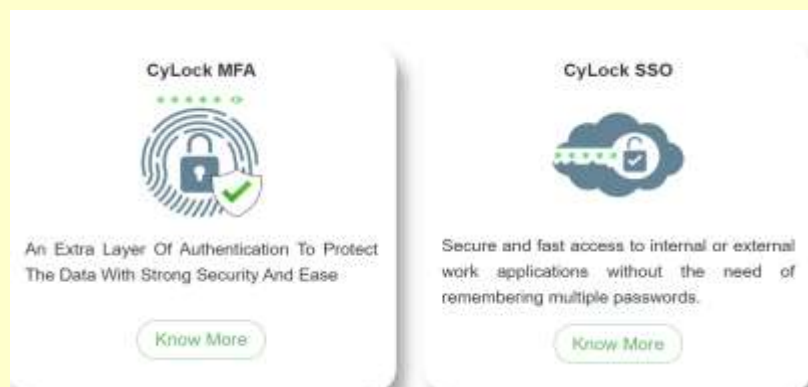 CyLock MFA
An Extra Layer Of Authentication To Protect
The Data With Strong Security And Ease
Know More
CyLock SSO
Secure and fast access to internal or external
work applications without the need of
remembering multiple passwords.
Know More